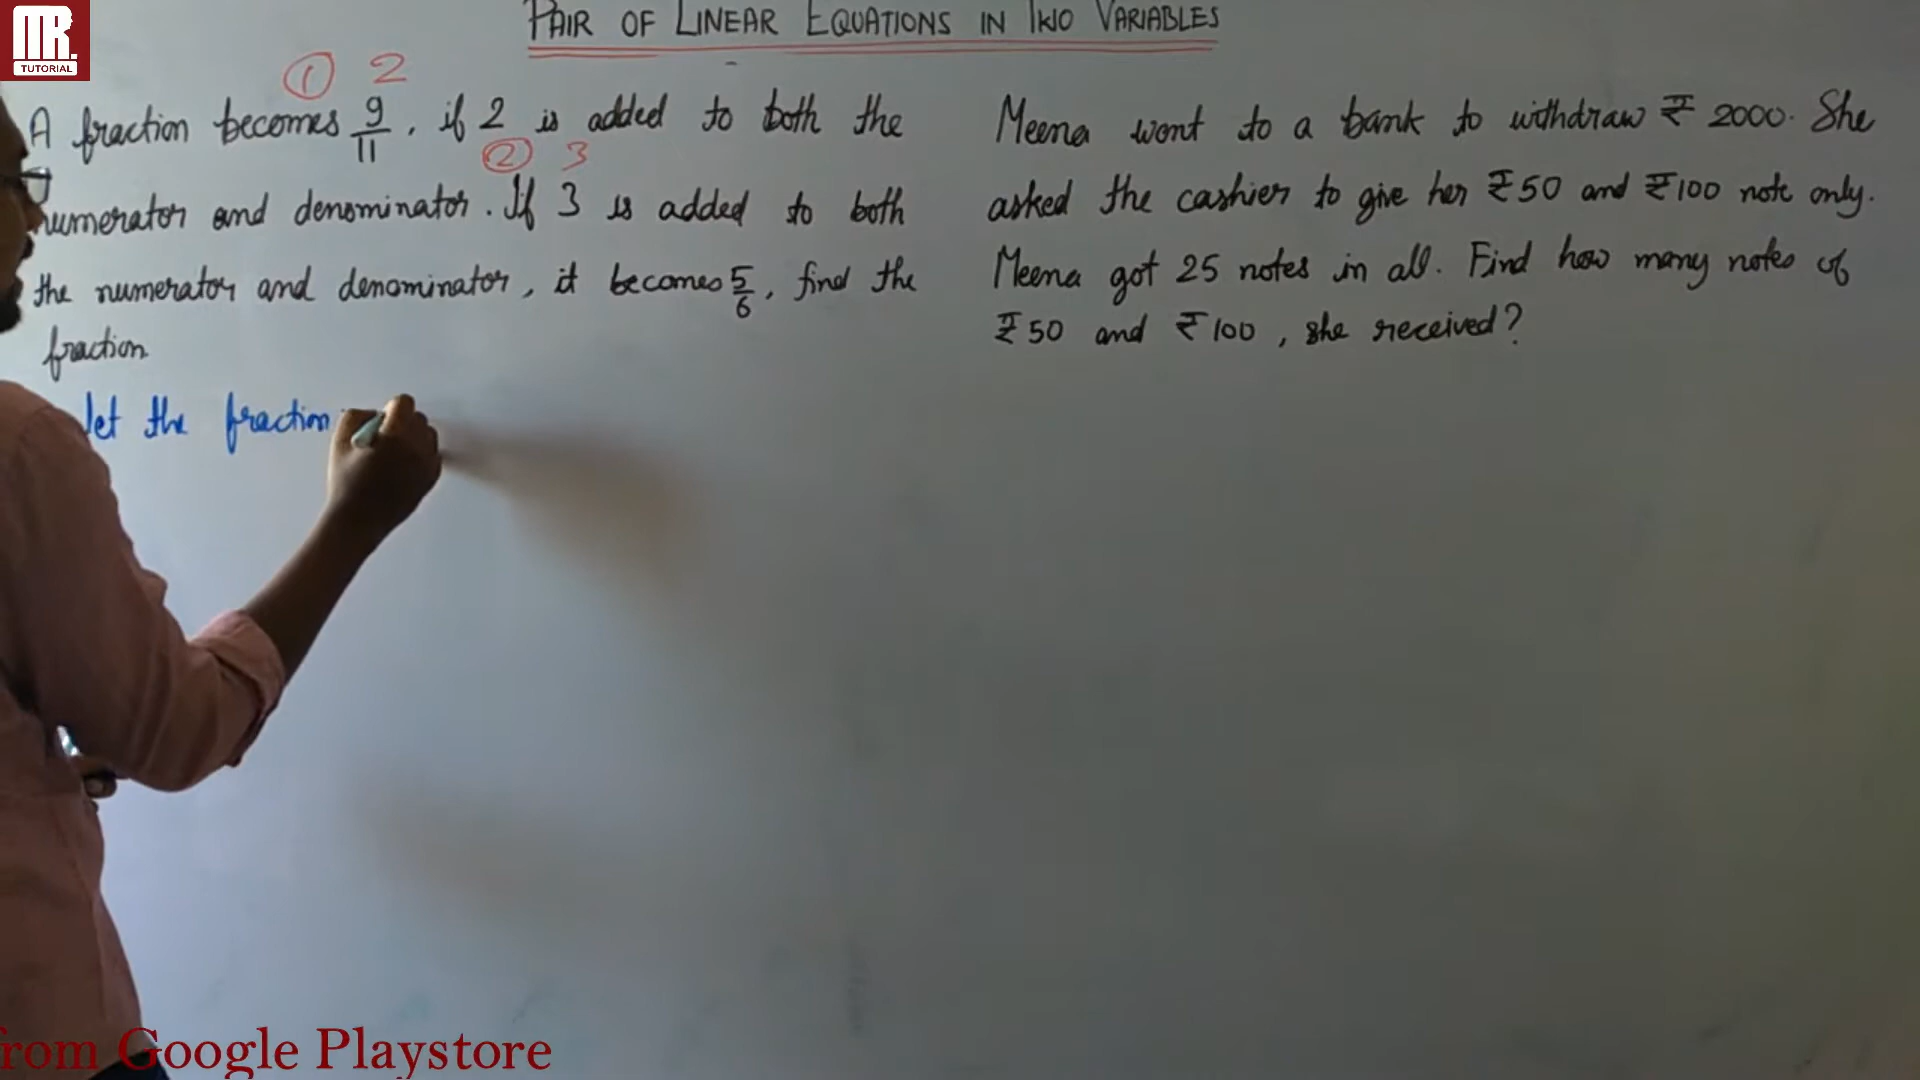 MR.
TUTORIAL
PAIR OF LINEAR EQUATIONS IN TWO VARIABLES
① 2
A fraction becomes 9/11, if 2 is added to both the
② 3
numerator and denominator. If 3 is added to both
the numerator and denominator, it becomes 5/6, find the
fraction.
let the fraction
Meena went to a bank to withdraw ₹ 2000. She
asked the cashier to give her ₹50 and ₹100 note only.
Meena got 25 notes in all. Find how many notes of
₹50 and ₹100, she received?
from Google Playstore